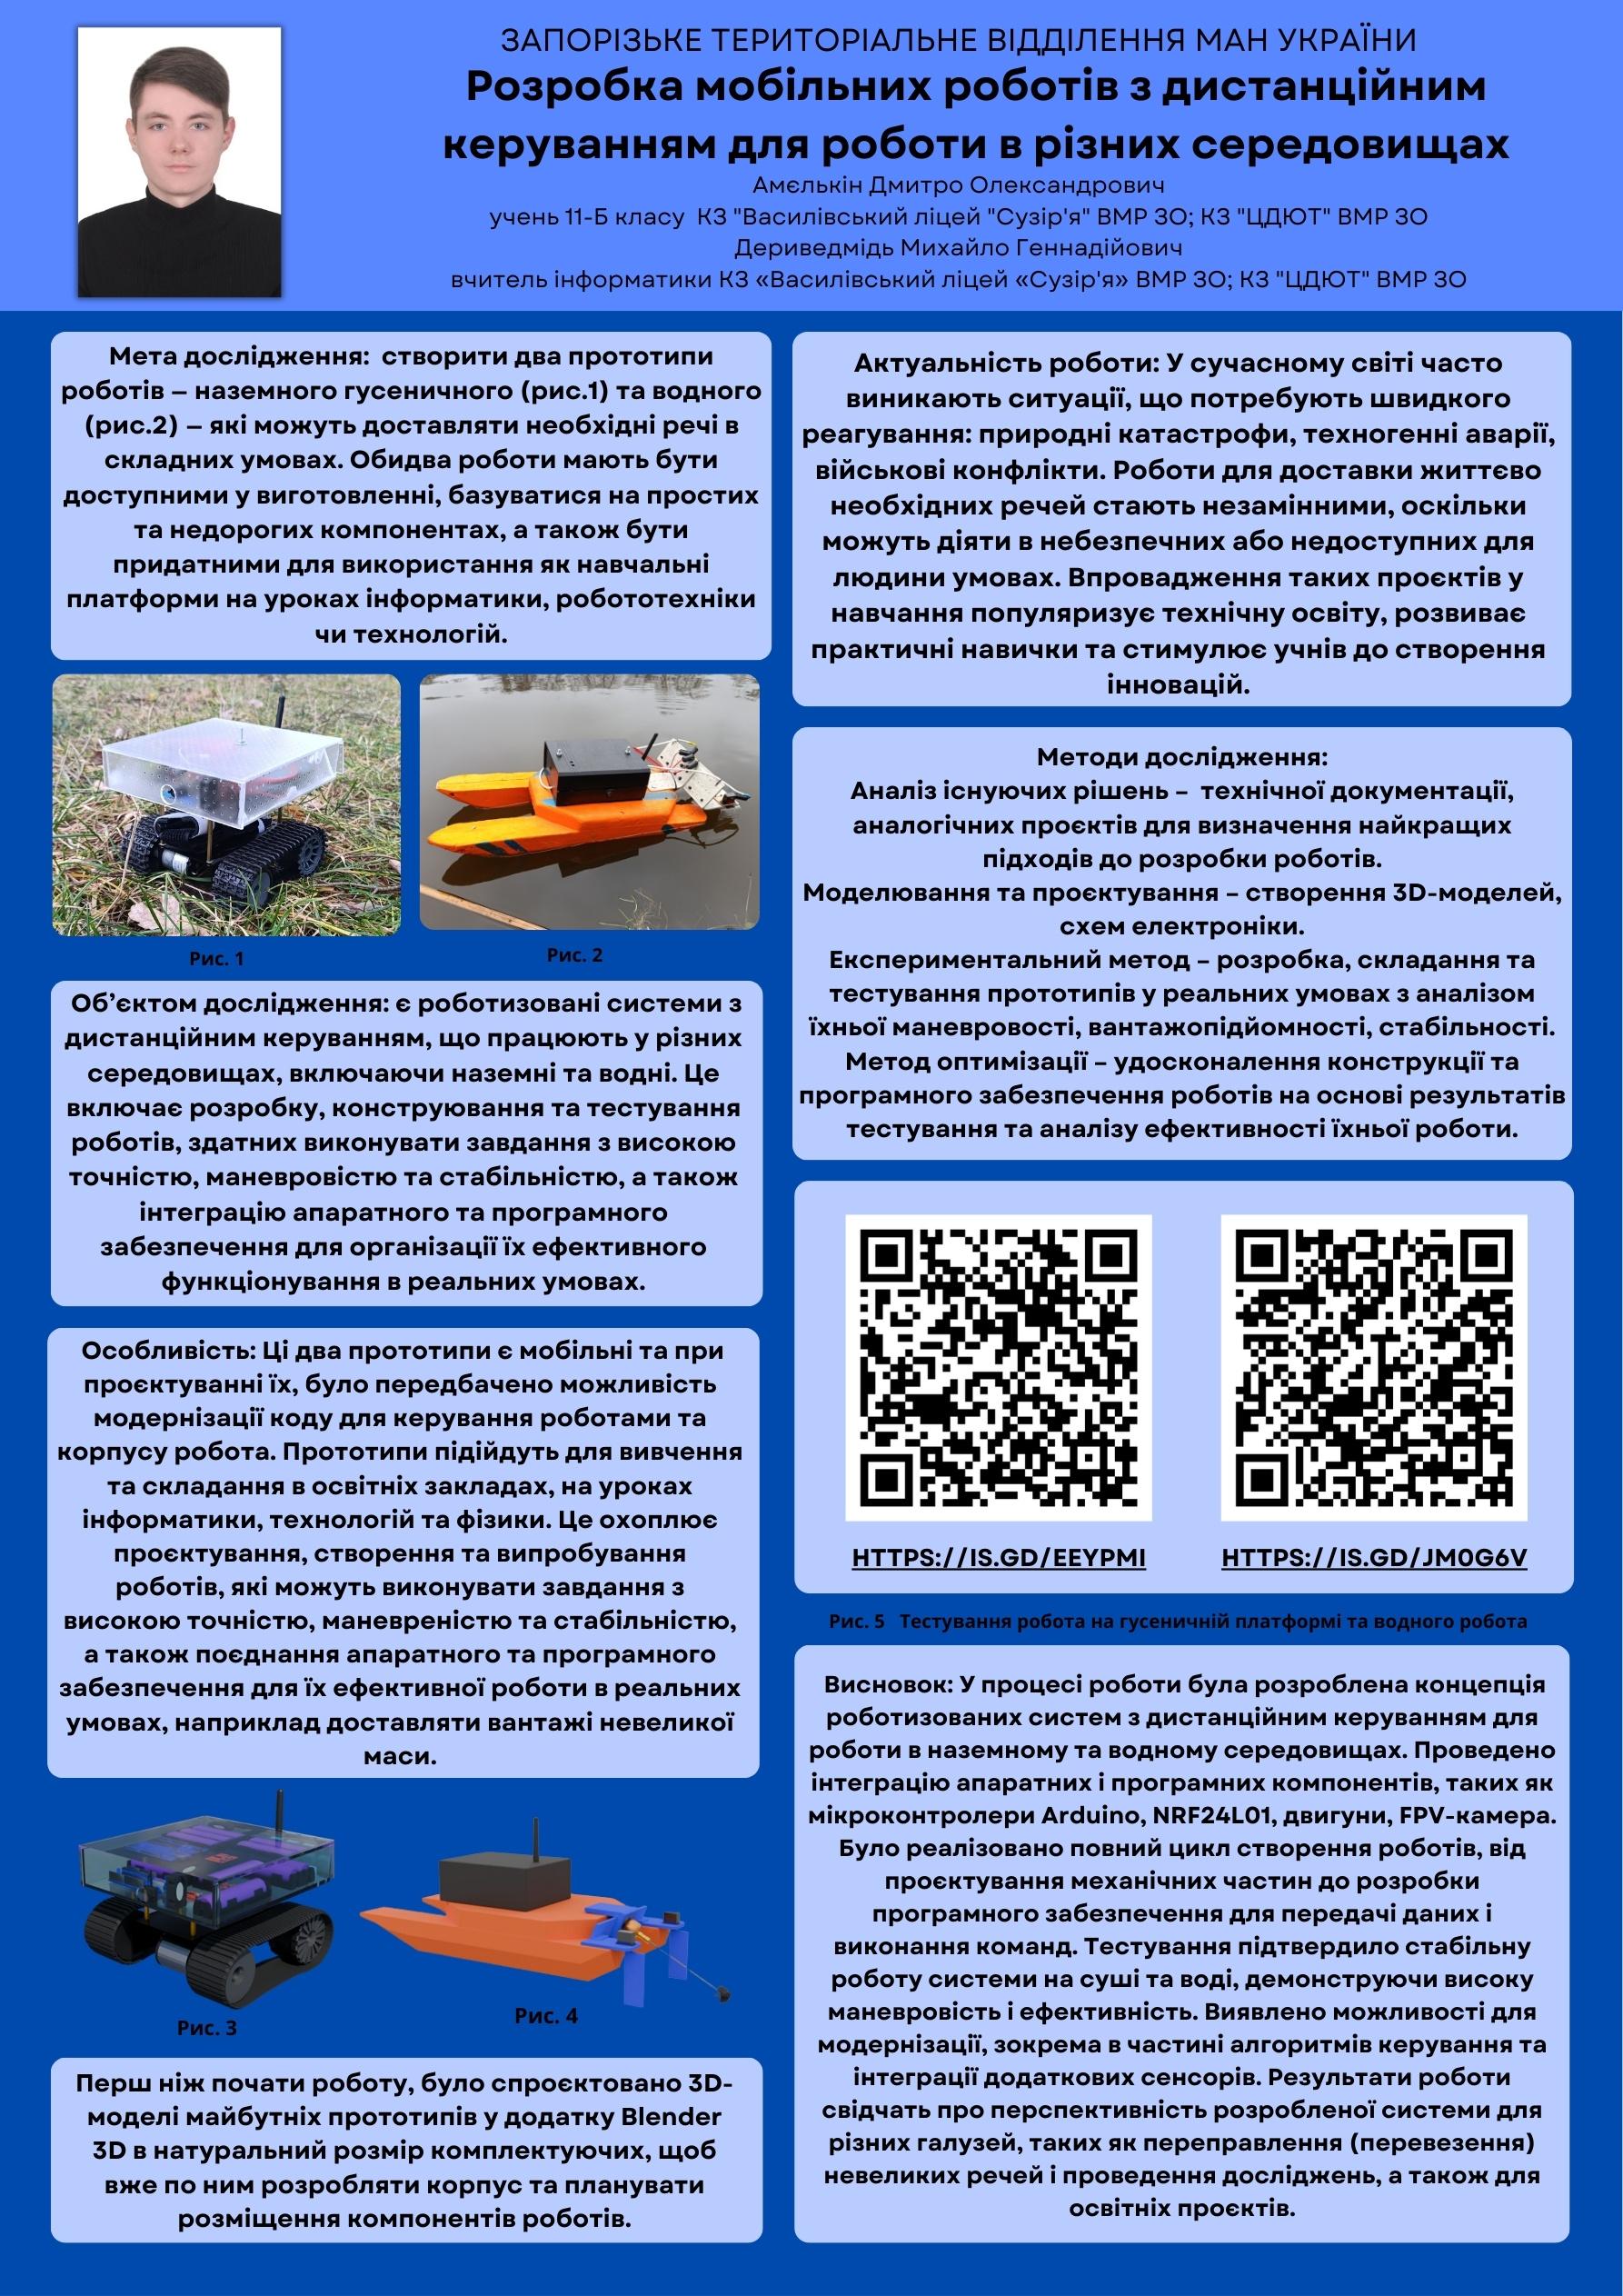 ЗАПОРІЗЬКЕ ТЕРИТОРІАЛЬНЕ ВІДДІЛЕННЯ МАН УКРАЇНИ
Розробка мобільних роботів з дистанційним
керуванням для роботи в різних середовищах
Амєлькін Дмитро Олександрович
учень 11-Б класу КЗ "Василівський ліцей "Сузір'я" ВМР ЗО; КЗ "ЦДЮТ" ВМР ЗО
Дериведмідь Михайло Геннадійович
вчитель інформатики КЗ «Василівський ліцей «Сузір'я» ВМР ЗО; КЗ "ЦДЮТ" ВМР ЗО
Мета дослідження: створити два прототипи
роботів – наземного гусеничного (рис.1) та водного
(рис.2) – які можуть доставляти необхідні речі в
складних умовах. Обидва роботи мають бути
доступними у виготовленні, базуватися на простих
та недорогих компонентах, а також бути
придатними для використання як навчальні
платформи на уроках інформатики, робототехніки
чи технологій.
Рис. 1
Рис. 2
Об’єктом дослідження: є роботизовані системи з
дистанційним керуванням, що працюють у різних
середовищах, включаючи наземні та водні. Це
включає розробку, конструювання та тестування
роботів, здатних виконувати завдання з високою
точністю, маневровістю та стабільністю, а також
інтеграцію апаратного та програмного
забезпечення для організації їх ефективного
функціонування в реальних умовах.
Особливість: Ці два прототипи є мобільні та при
проєктуванні їх, було передбачено можливість
модернізації коду для керування роботами та
корпусу робота. Прототипи підійдуть для вивчення
та складання в освітніх закладах, на уроках
інформатики, технологій та фізики. Це охоплює
проєктування, створення та випробування
роботів, які можуть виконувати завдання з
високою точністю, маневреністю та стабільністю,
а також поєднання апаратного та програмного
забезпечення для їх ефективної роботи в реальних
умовах, наприклад доставляти вантажі невеликої
маси.
Рис. 3
Рис. 4
Перш ніж почати роботу, було спроєктовано 3D-
моделі майбутніх прототипів у додатку Blender
3D в натуральний розмір комплектуючих, щоб
вже по ним розробляти корпус та планувати
розміщення компонентів роботів.
Актуальність роботи: У сучасному світі часто
виникають ситуації, що потребують швидкого
реагування: природні катастрофи, техногенні аварії,
військові конфлікти. Роботи для доставки життєво
необхідних речей стають незамінними, оскільки
можуть діяти в небезпечних або недоступних для
людини умовах. Впровадження таких проєктів у
навчання популяризує технічну освіту, розвиває
практичні навички та стимулює учнів до створення
інновацій.
Методи дослідження:
Аналіз існуючих рішень – технічної документації,
аналогічних проєктів для визначення найкращих
підходів до розробки роботів.
Моделювання та проєктування – створення 3D-моделей,
схем електроніки.
Експериментальний метод – розробка, складання та
тестування прототипів у реальних умовах з аналізом
їхньої маневровості, вантажопідйомності, стабільності.
Метод оптимізації – удосконалення конструкції та
програмного забезпечення роботів на основі результатів
тестування та аналізу ефективності їхньої роботи.
HTTPS://IS.GD/EEYPMI
HTTPS://IS.GD/JM0G6V
Рис. 5 Тестування робота на гусеничній платформі та водного робота
Висновок: У процесі роботи була розроблена концепція
роботизованих систем з дистанційним керуванням для
роботи в наземному та водному середовищах. Проведено
інтеграцію апаратних і програмних компонентів, таких як
мікроконтролери Arduino, NRF24L01, двигуни, FPV-камера.
Було реалізовано повний цикл створення роботів, від
проєктування механічних частин до розробки
програмного забезпечення для передачі даних і
виконання команд. Тестування підтвердило стабільну
роботу системи на суші та воді, демонструючи високу
маневровість і ефективність. Виявлено можливості для
модернізації, зокрема в частині алгоритмів керування та
інтеграції додаткових сенсорів. Результати роботи
свідчать про перспективність розробленої системи для
різних галузей, таких як переправлення (перевезення)
невеликих речей і проведення досліджень, а також для
освітніх проєктів.